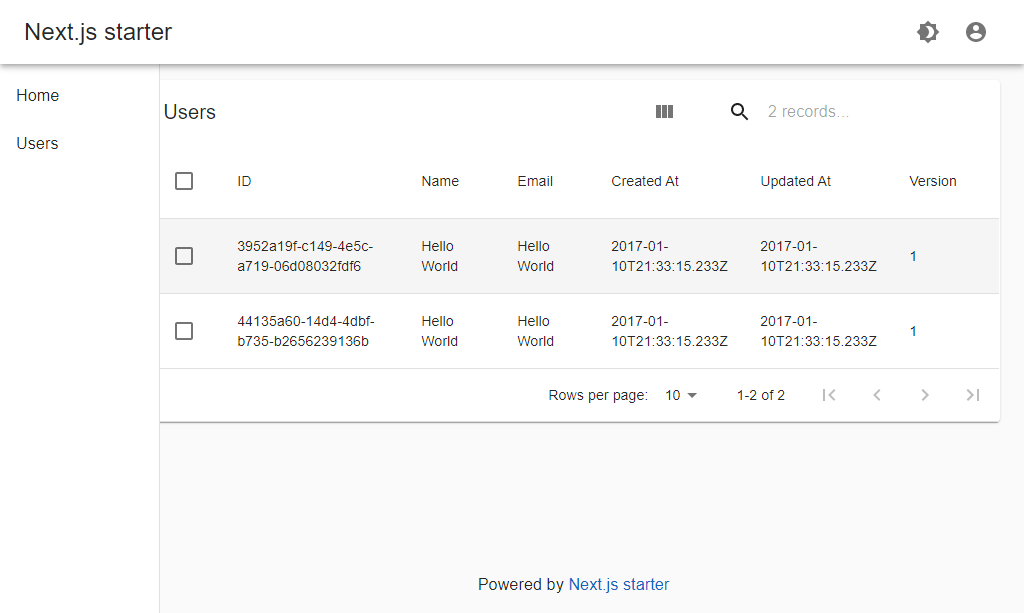 Next.js starter
Home
Users
Users
2 records...
ID Name Email Created At Updated At Version
3952a19f-c149-4e5c- Hello Hello 2017-01- 2017-01- 1
a719-06d08032fdf6 World World 10T21:33:15.233Z 10T21:33:15.233Z
44135a60-14d4-4dbf- Hello Hello 2017-01- 2017-01- 1
b735-b2656239136b World World 10T21:33:15.233Z 10T21:33:15.233Z
Rows per page: 10 1-2 of 2
Powered by Next.js starter